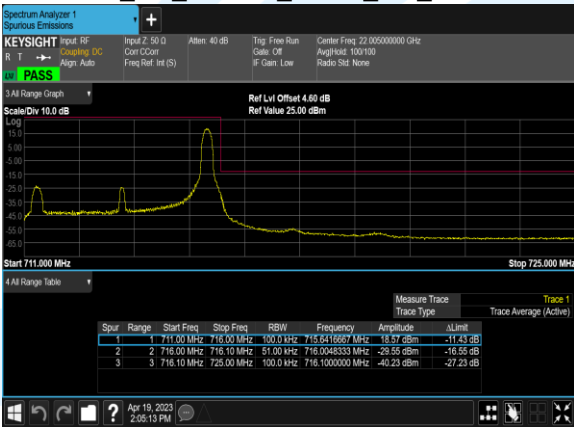 Spectrum Analyzer 1
Spurious Emissions
KEYSIGHT
R T
Input: RF
Coupling: DC
Align: Auto
Input Z: 50 Ω
Corr CCorr
Freq Ref: Int (S)
Atten: 40 dB
Trig: Free Run
Gate: Off
IF Gain: Low
Center Freq: 22.005000000 GHz
Avg|Hold: 100/100
Radio Std: None
PASS
3 All Range Graph
Ref Lvl Offset 4.60 dB
Scale/Div 10.0 dB
Ref Value 25.00 dBm
Log
15.0
5.00
-5.00
-15.0
-25.0
-35.0
-45.0
-55.0
-65.0
Start 711.000 MHz
Stop 725.000 MHz
4 All Range Table
Measure Trace Trace 1
Trace Type Trace Average (Active)
Spur Range Start Freq Stop Freq RBW Frequency Amplitude ΔLimit
1 1 711.00 MHz 716.00 MHz 100.0 kHz 715.6416667 MHz 18.57 dBm -11.43 dB
2 2 716.00 MHz 716.10 MHz 51.00 kHz 716.0048333 MHz -29.55 dBm -16.55 dB
3 3 716.10 MHz 725.00 MHz 100.0 kHz 716.1000000 MHz -40.23 dBm -27.23 dB
Apr 19, 2023
2:05:13 PM